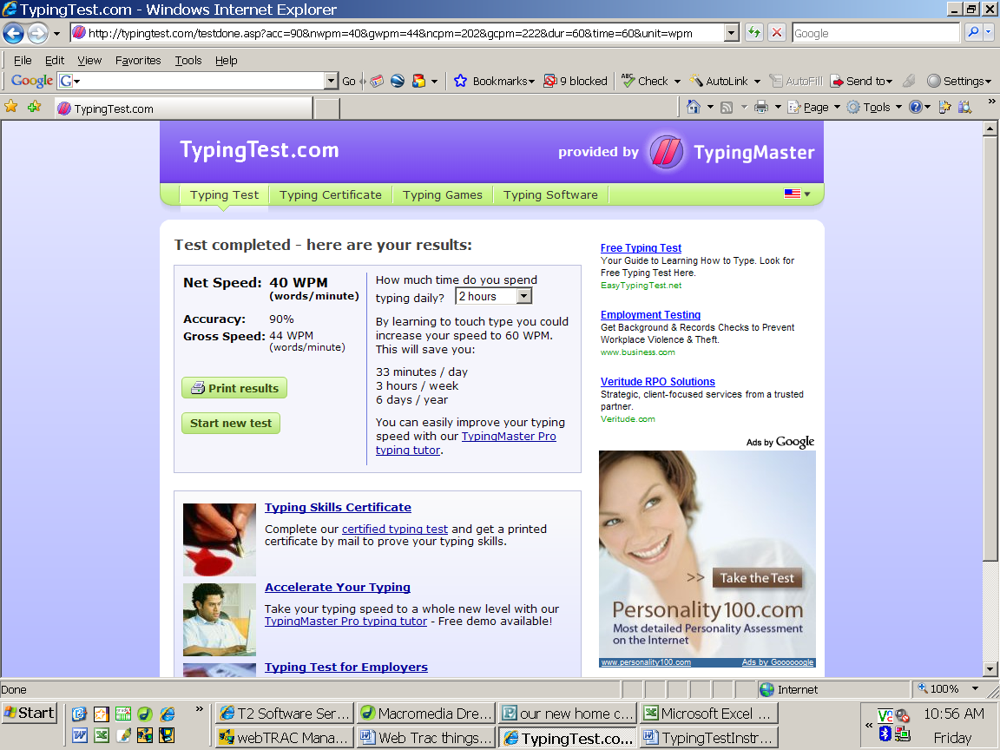 TypingTest.com - Windows Internet Explorer
http://typingtest.com/testdone.asp?acc=90&nwpm=40&gwpm=44&ncpm=202&gcpm=222&dur=60&time=60&unit=wpm
Google
File Edit View Favorites Tools Help
Google G Go Bookmarks 9 blocked ABC Check AutoLink AutoFill Send to Settings
TypingTest.com Page Tools
TypingTest.com provided by TypingMaster
Typing Test Typing Certificate Typing Games Typing Software
Test completed - here are your results:
Net Speed: 40 WPM
(words/minute)
Accuracy: 90%
Gross Speed: 44 WPM
(words/minute)
Print results
Start new test
How much time do you spend
typing daily? 2 hours
By learning to touch type you could
increase your speed to 60 WPM.
This will save you:
33 minutes / day
3 hours / week
6 days / year
You can easily improve your typing
speed with our TypingMaster Pro
typing tutor.
Typing Skills Certificate
Complete our certified typing test and get a printed
certificate by mail to prove your typing skills.
Accelerate Your Typing
Take your typing speed to a whole new level with our
TypingMaster Pro typing tutor - Free demo available!
Typing Test for Employers
Free Typing Test
Your Guide to Learning How to Type. Look for
Free Typing Test Here.
EasyTypingTest.net
Employment Testing
Get Background & Records Checks to Prevent
Workplace Violence & Theft.
www.business.com
Veritude RPO Solutions
Strategic, client-focused services from a trusted
partner.
Veritude.com
Ads by Google
>> Take the Test
Personality100.com
Most detailed Personality Assessment
on the Internet
www.personality100.com Ads by Goooooogle
Done Internet 100%
Start T2 Software Ser... Macromedia Dre... our new home c... Microsoft Excel ... 10:56 AM
webTRAC Mana... Web Trac things... TypingTest.co... TypingTestInstr... Friday